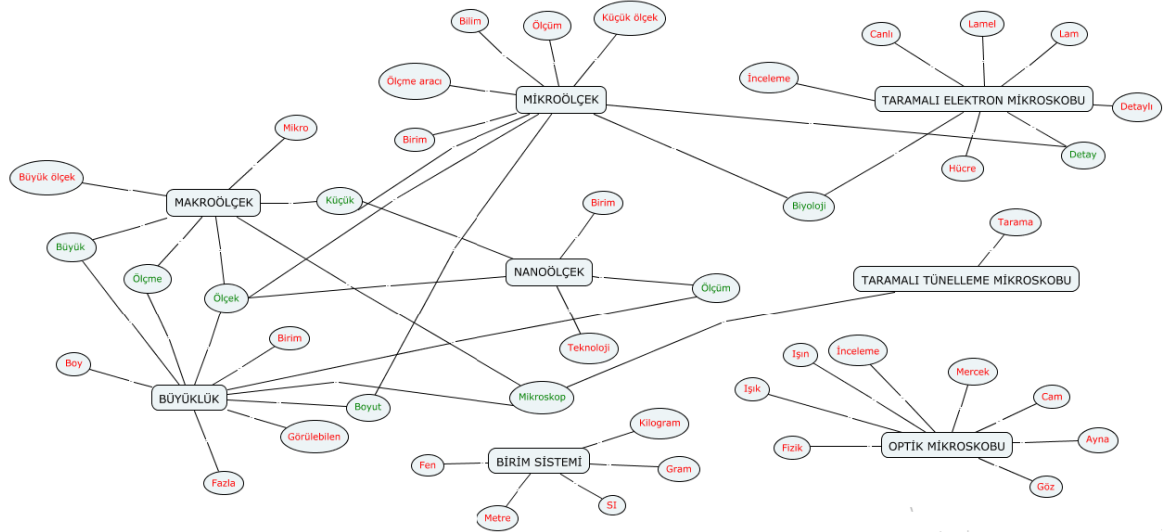 Bilim
Ölçüm
Küçük ölçek
Ölçme aracı
MİKROÖLÇEK
Birim
Canlı
Lamel
Lam
İnceleme
TARAMALI ELEKTRON MİKROSKOBU
Detaylı
Hücre
Detay
Biyoloji
Mikro
Büyük ölçek
MAKROÖLÇEK
Küçük
Büyük
Ölçme
Ölçek
Birim
NANOÖLÇEK
Ölçüm
Teknoloji
Tarama
TARAMALI TÜNELLEME MİKROSKOBU
Birim
Boy
BÜYÜKLÜK
Boyut
Mikroskop
Görülebilen
Fazla
Kilogram
Fen
BİRİM SİSTEMİ
Gram
Metre
SI
Işın
İnceleme
Mercek
Işık
Cam
Fizik
OPTİK MİKROSKOBU
Ayna
Göz